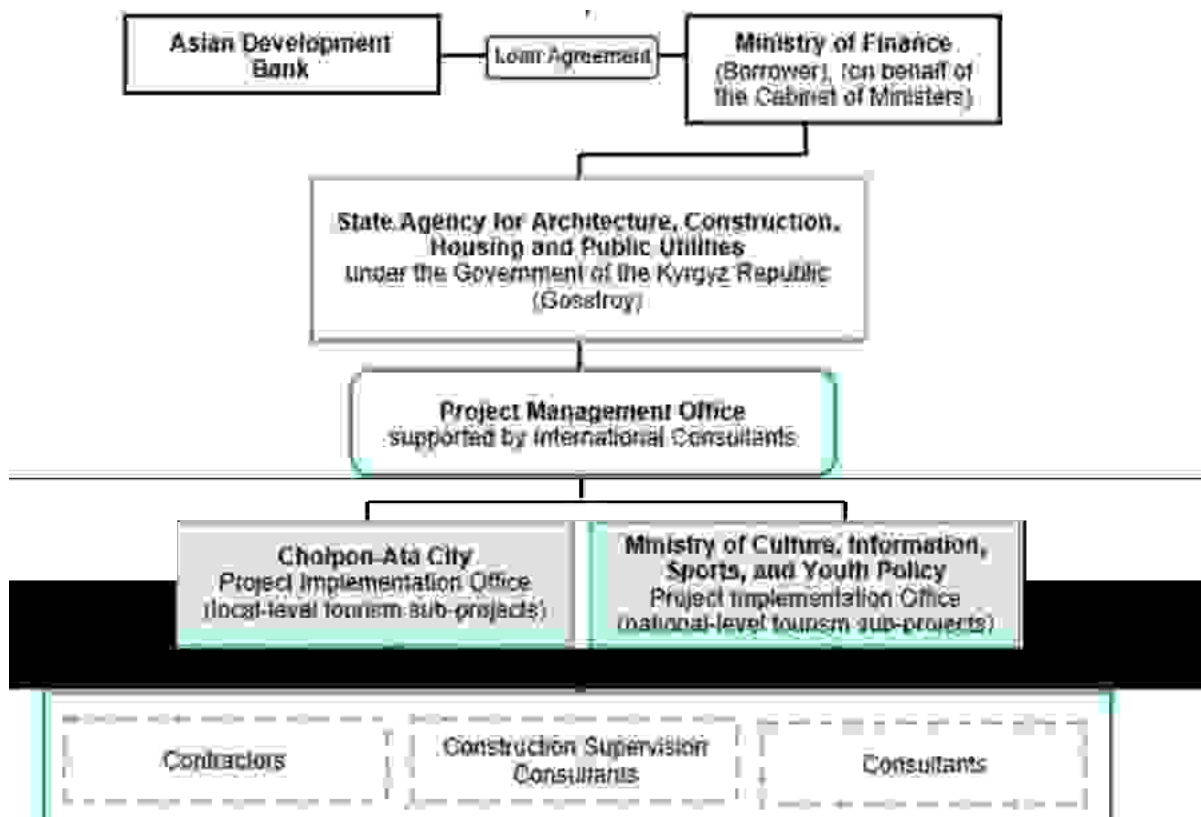 Asian Development
Bank
Loan Agreement
Ministry of Finance
(Borrower), (on behalf of
the Cabinet of Ministers)
State Agency for Architecture, Construction,
Housing and Public Utilities
under the Government of the Kyrgyz Republic
(Gosstroy)
Project Management Office
supported by International Consultants
Cholpon-Ata City
Project Implementation Office
(local-level tourism sub-projects)
Ministry of Culture, Information,
Sports, and Youth Policy
Project Implementation Office
(national-level tourism sub-projects)
Contractors
Construction Supervision
Consultants
Consultants